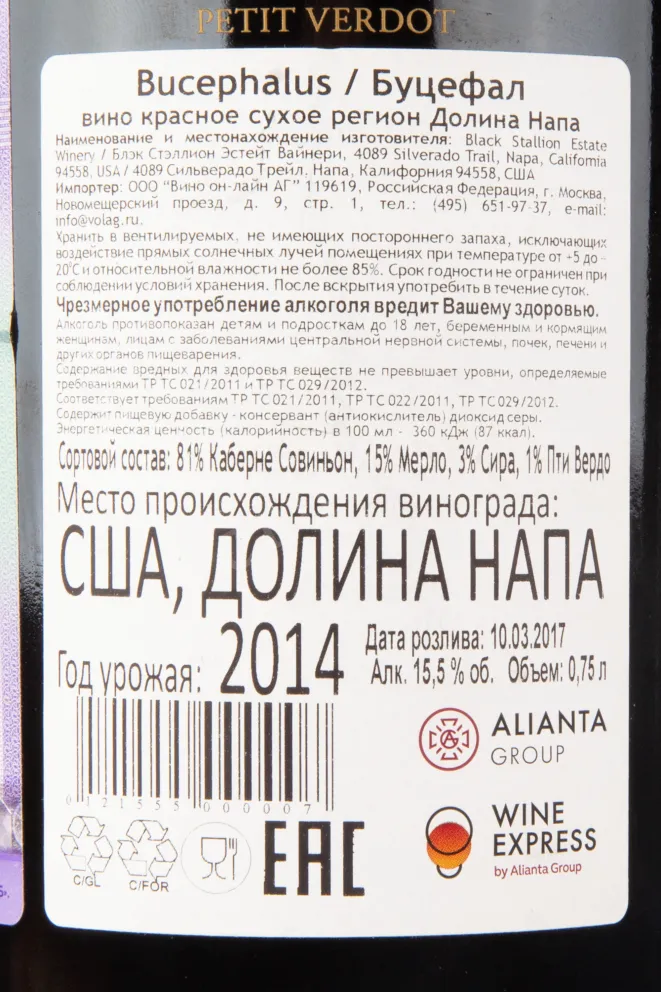 PETIT VERDOT
Bucephalus / Буцефал
вино красное сухое регион Долина Напа
Наименование и местонахождение изготовителя: Black Stallion Estate
Winery / Блэк Стэллион Эстейт Вайнери, 4089 Silverado Trail, Napa, California
94558, USA / 4089 Сильверадо Трейл. Напа, Калифорния 94558, США
Импортер: ООО "Вино он-лайн АГ" 119619, Российская Федерация, г. Москва,
Новомещерский проезд, д. 9, стр. 1, тел.: (495) 651-97-37, e-mail:
info@volag.ru.
Хранить в вентилируемых, не имеющих постороннего запаха, исключающих
воздействие прямых солнечных лучей помещениях при температуре от +5 до -
20°С и относительной влажности не более 85%. Срок годности не ограничен при
соблюдении условий хранения. После вскрытия употребить в течение суток.
Чрезмерное употребление алкоголя вредит Вашему здоровью.
Алкоголь противопоказан детям и подросткам до 18 лет, беременным и кормящим
женщинам, лицам с заболеваниями центральной нервной системы, почек, печени и
других органов пищеварения.
Содержание вредных для здоровья веществ не превышает уровни, определяемые
требованиями ТР ТС 021/2011 и ТР ТС 029/2012.
Соответствует требованиям ТР ТС 021/2011, ТР ТС 022/2011, ТР ТС 029/2012.
Содержит пищевую добавку - консервант (антиокислитель) диоксид серы.
Энергетическая ценность (калорийность) в 100 мл - 360 кДж (87 ккал).
Сортовой состав: 81% Каберне Совиньон, 15% Мерло, 3% Сира, 1% Пти Вердо
Место происхождения винограда:
США, ДОЛИНА НАПА
Год урожая: 2014
Дата розлива: 10.03.2017
Алк. 15,5 % об. Объем: 0,75 л
0121555000007
ALIANTA
GROUP
C/GL
C/FOR
EAC
WINE
EXPRESS
by Alianta Group